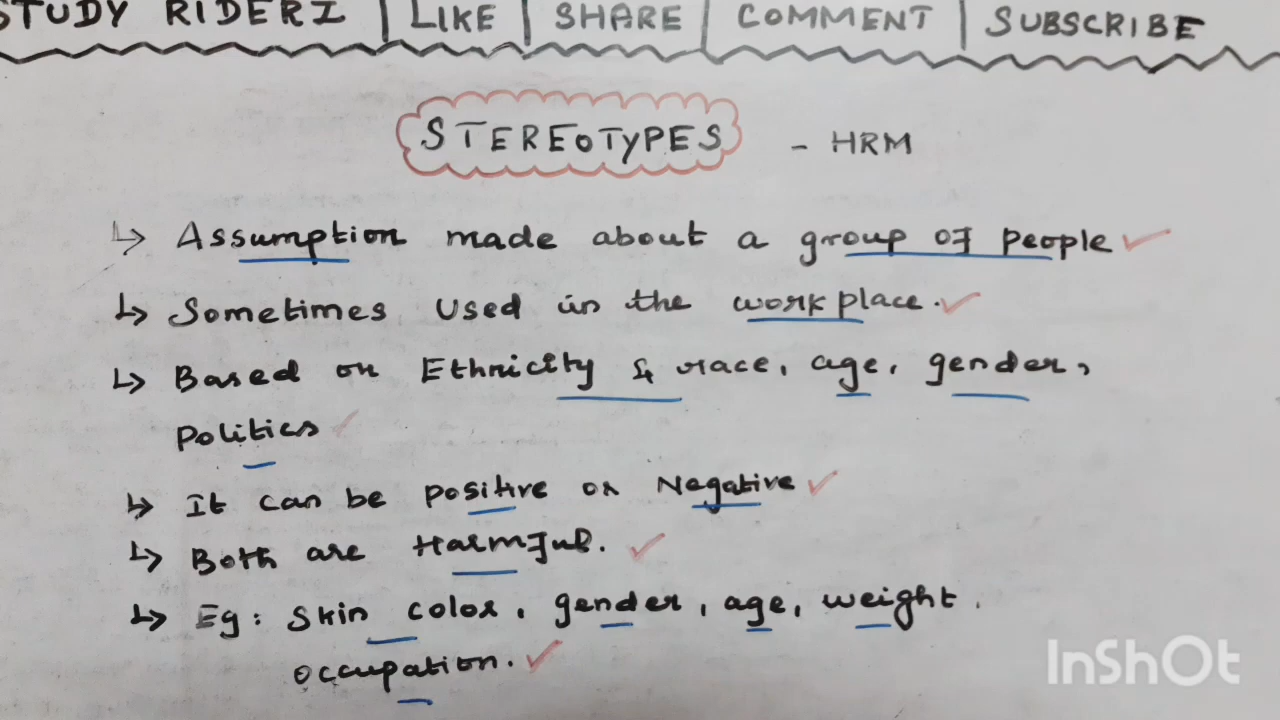 STUDY RIDERZ | LIKE | SHARE | COMMENT | SUBSCRIBE
STEREOTYPES - HRM
↳ Assumption made about a group of people ✓
↳ Sometimes used in the workplace. ✓
↳ Based on Ethnicity & race, age, gender,
Politics ✓
↳ It can be positive or Negative ✓
↳ Both are Harmful. ✓
↳ Eg: Skin color, gender, age, weight,
occupation. ✓
InShOt